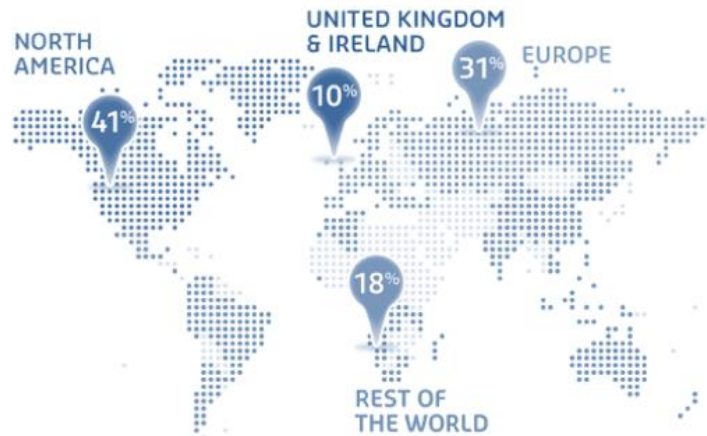 NORTH
AMERICA
41%
UNITED KINGDOM
& IRELAND
10%
31%
EUROPE
18%
REST OF
THE WORLD